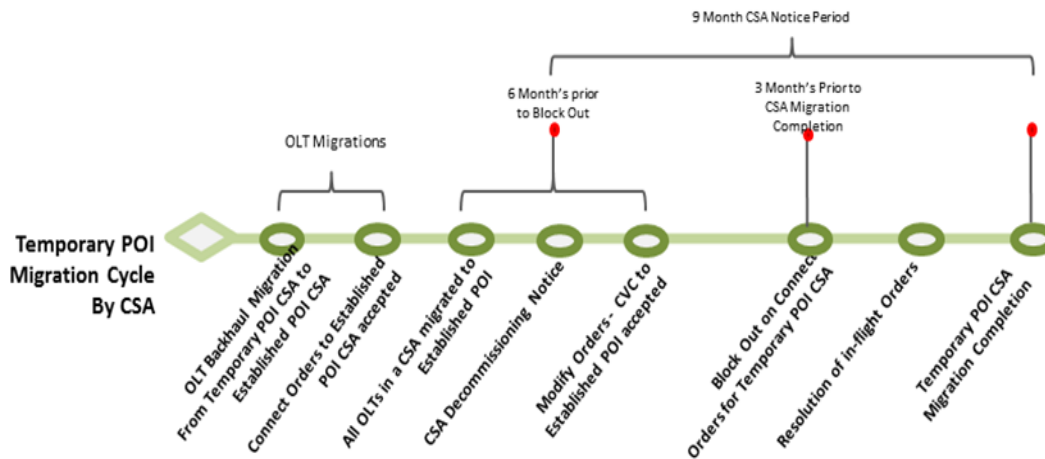 9 Month CSA Notice Period
6 Month's prior
to Block Out
3 Month's Prior to
CSA Migration
Completion
OLT Migrations
Temporary POI
Migration Cycle
By CSA
OLT Backhaul Migration
From Temporary POI CSA to
Established POI CSA
Connect Orders to Established
POI CSA accepted
All OLTs in a CSA migrated to
Established POI
CSA Decommissioning Notice
Modify Orders - CVC to
Established POI accepted
Block Out on Connect
Orders for Temporary POI CSA
Resolution of in-flight Orders
Temporary POI CSA
Migration Completion